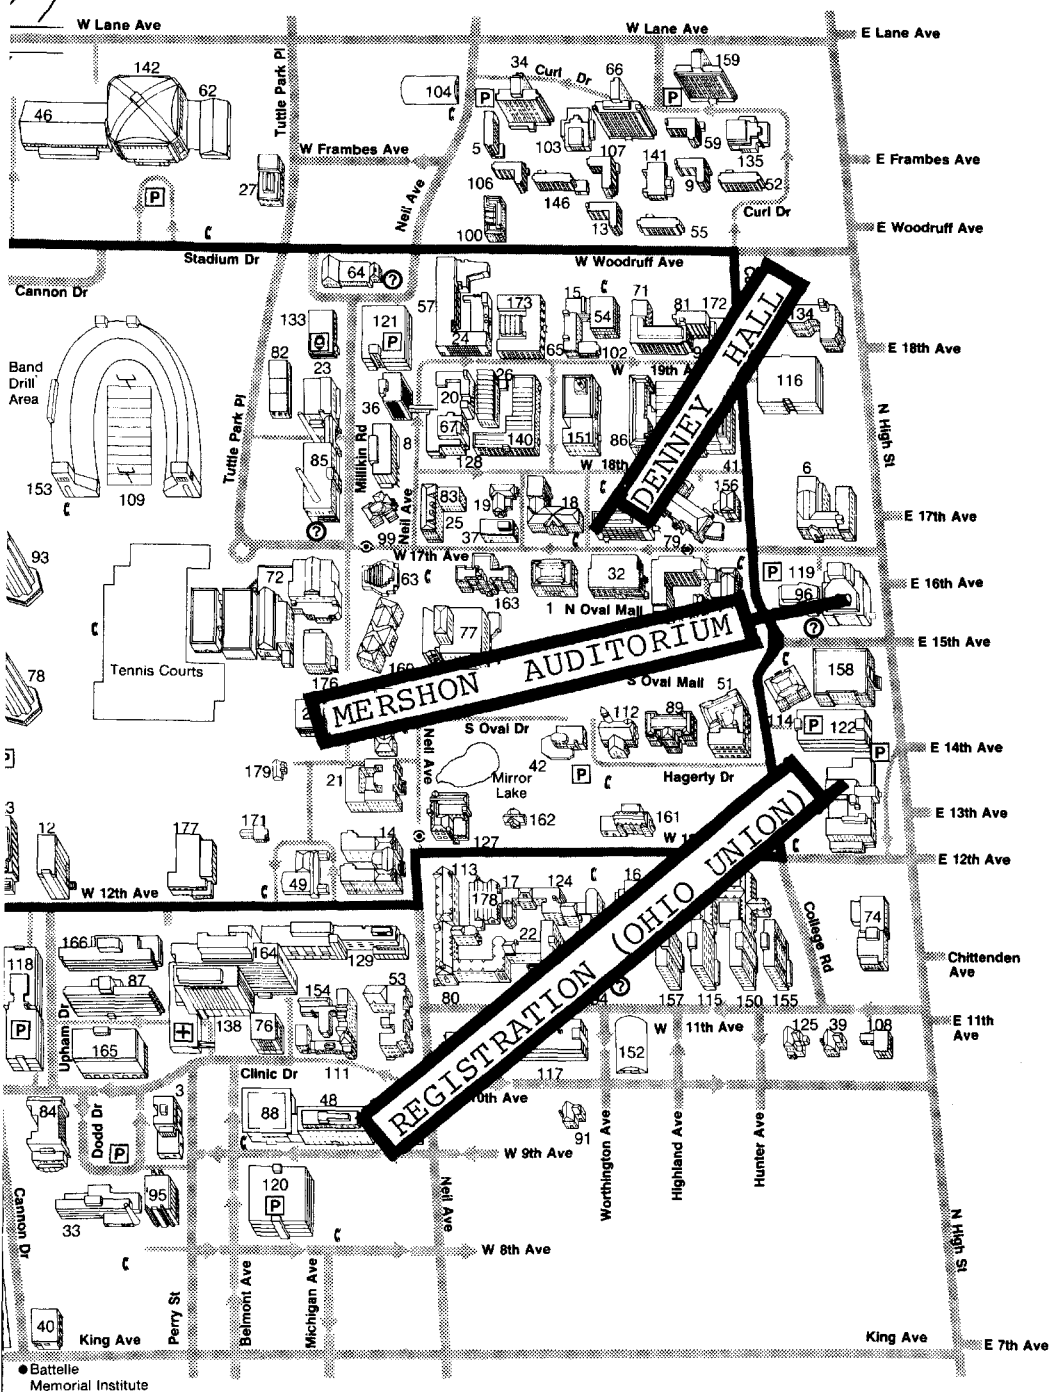 W Lane Ave
W Lane Ave
E Lane Ave
142
34
Curl Dr
66
159
46
62
Tuttle Park Pl
104
P
P
W Frambes Ave
5
103
107
141
59
135
E Frambes Ave
27
P
Neil Ave
106
146
9
52
100
13
55
Curl Dr
E Woodruff Ave
Stadium Dr
W Woodruff Ave
Cannon Dr
64
?
57
173
15
54
71
81
172
134
133
121
P
24
65
102
E 18th Ave
Band
Drill
Area
82
23
W 19th A
116
36
20
26
N High St
Tuttle Park Pl
Millikin Rd
8
67
140
151
86
DENNEY HALL
85
128
W 18th
41
6
153
109
Neil Ave
83
19
18
156
25
37
E 17th Ave
?
99
W 17th Ave
79
93
72
63
163
1
32
P
119
96
E 16th Ave
N Oval Mall
77
?
E 15th Ave
78
Tennis Courts
MERSHON AUDITORIUM
176
S Oval Mall
51
158
112
89
114
P
122
P
S Oval Dr
42
P
Hagerty Dr
E 14th Ave
Neil Ave
Mirror
Lake
179
21
3
12
177
171
14
127
162
161
E 13th Ave
E 12th Ave
W 12th Ave
49
113
178
17
124
16
College Rd
74
22
REGISTRATION (OHIO UNION)
166
164
129
118
P
87
Upham Dr
53
80
?
157
115
150
155
Chittenden
Ave
154
138
76
165
W 11th Ave
152
125
39
108
E 11th
Ave
Clinic Dr
111
117
10th Ave
84
Dodd Dr
3
P
88
48
91
W 9th Ave
Worthington Ave
Highland Ave
Hunter Ave
Cannon Dr
33
95
120
P
Neil Ave
W 8th Ave
N High St
Perry St
Belmont Ave
Michigan Ave
40
King Ave
King Ave
E 7th Ave
Battelle
Memorial Institute